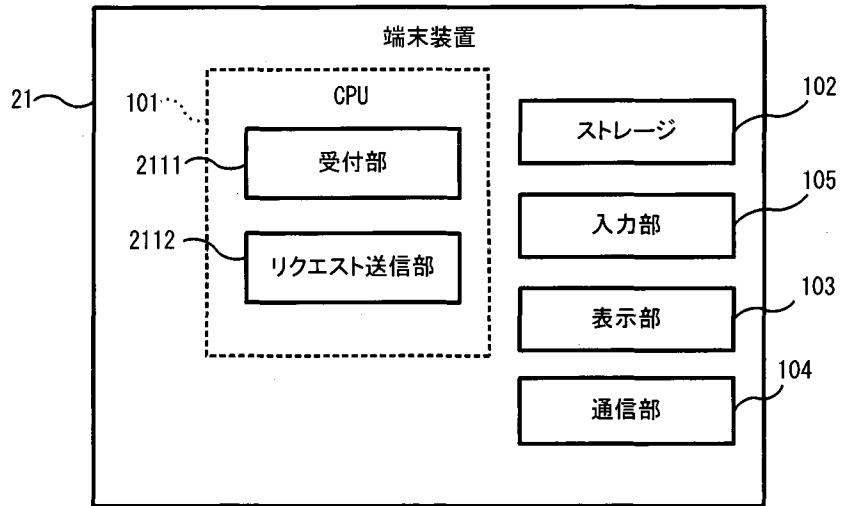 端末装置
21
101
CPU
2111
受付部
2112
リクエスト送信部
102
ストレージ
105
入力部
103
表示部
104
通信部